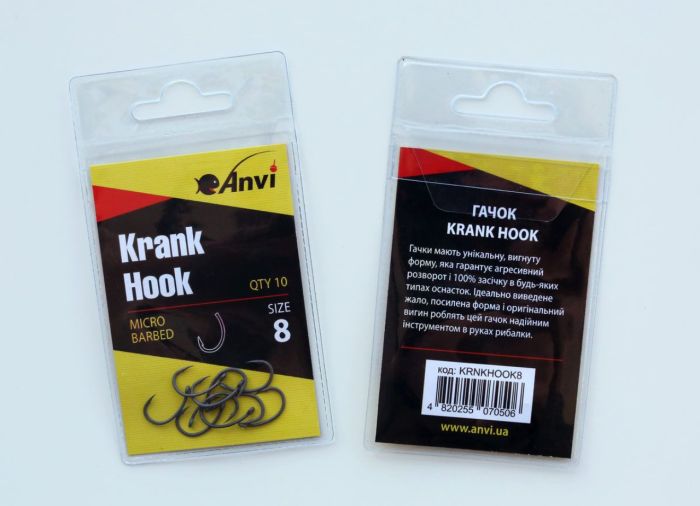 Anvi
Krank
Hook
QTY 10
MICRO
BARBED
SIZE
8
ГАЧОК
KRANK HOOK
Гачки мають унікальну, вигнуту
форму, яка гарантує агресивний
розворот і 100% засічку в будь-яких
типах оснасток. Ідеально виведене
жало, посилена форма і оригінальний
вигин роблять цей гачок надійним
інструментом в руках рибалки.
код: KRNKHOOK8
4 820255 070506
www.anvi.ua